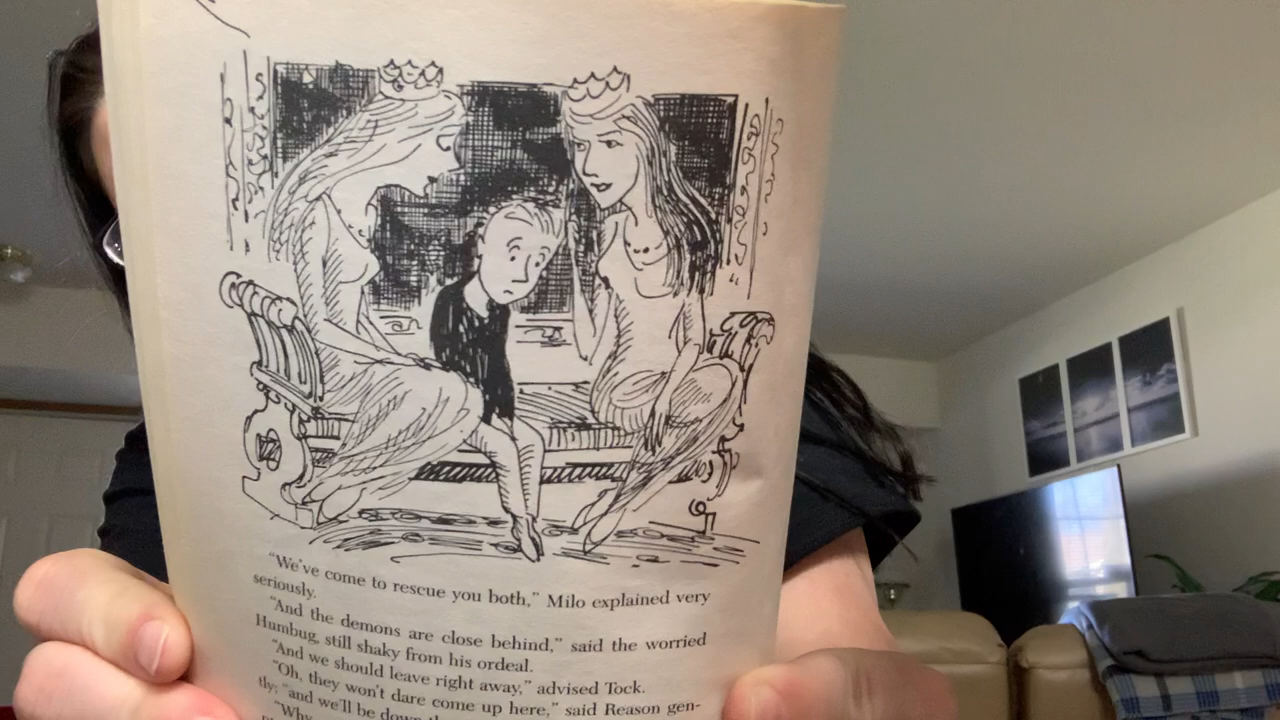 “We’ve come to rescue you both,” Milo explained very
seriously.
“And the demons are close behind,” said the worried
Humbug, still shaky from his ordeal.
“And we should leave right away,” advised Tock.
“Oh, they won’t dare come up here,” said Reason gen-
tly; “and we’ll be down
“Why